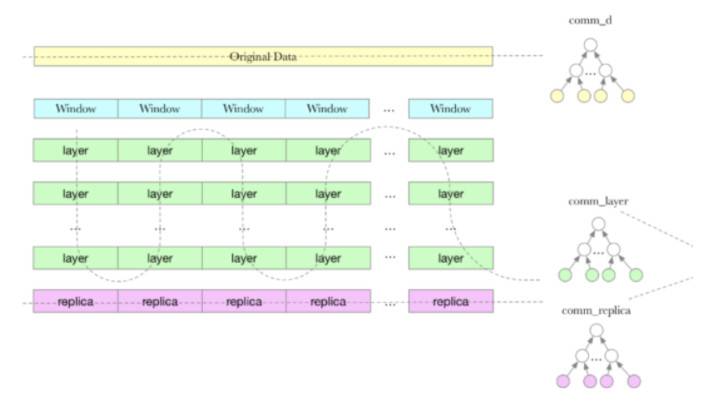 comm_d
Original Data
Window Window Window Window ... Window
layer layer layer layer ... layer
layer layer layer layer ... layer
comm_layer
... ... ... ... ...
...
layer layer layer layer ... layer
replica replica replica replica ... replica
comm_replica
...